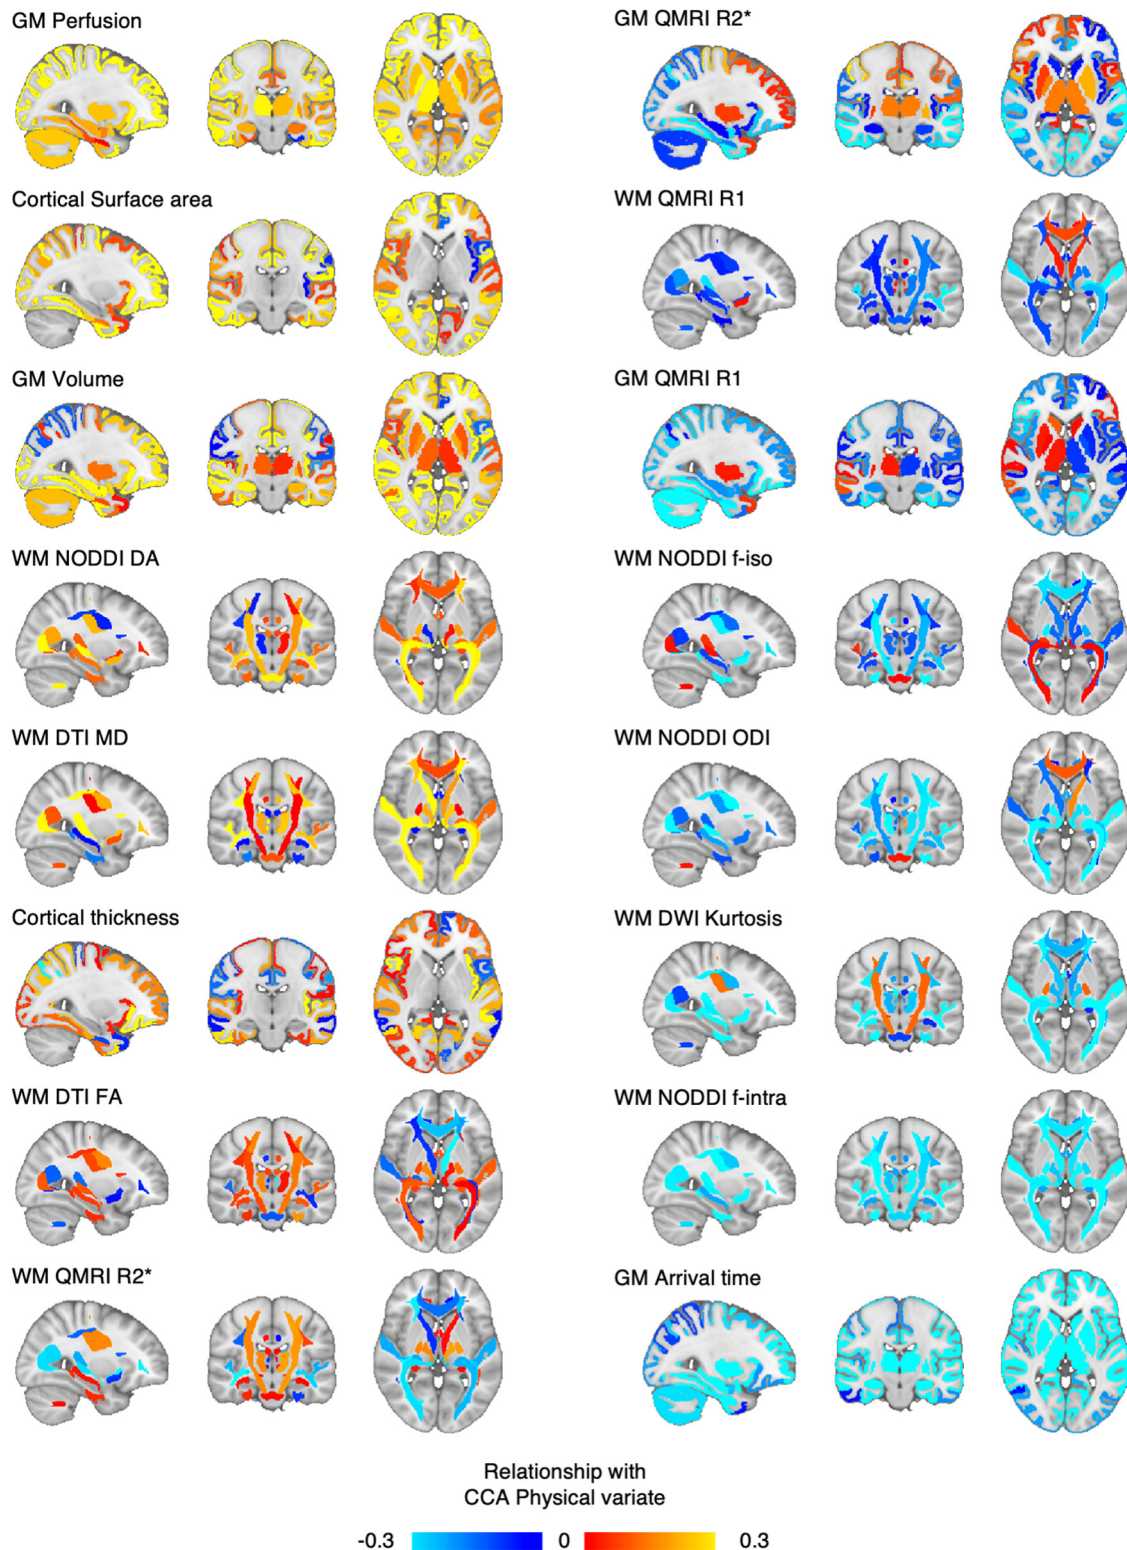 GM Perfusion
GM QMRI R2*
Cortical Surface area
WM QMRI R1
GM Volume
GM QMRI R1
WM NODDI DA
WM NODDI f-iso
WM DTI MD
WM NODDI ODI
Cortical thickness
WM DWI Kurtosis
WM DTI FA
WM NODDI f-intra
WM QMRI R2*
GM Arrival time
Relationship with
CCA Physical variate
-0.3 0 0.3